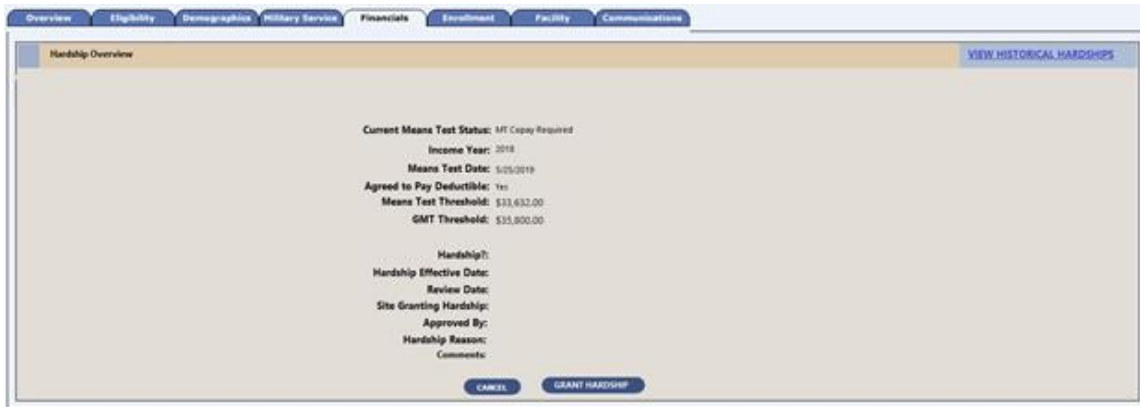 Overview Eligibility Demographics Military Service Financials Enrollment Facility Communications
Hardship Overview VIEW HISTORICAL HARDSHIPS
Current Means Test Status: MT Copay Required
Income Year: 2018
Means Test Date: 5/25/2019
Agreed to Pay Deductible: Yes
Means Test Threshold: $33,632.00
GMT Threshold: $35,800.00
Hardship?:
Hardship Effective Date:
Review Date:
Site Granting Hardship:
Approved By:
Hardship Reason:
Comments:
CANCEL GRANT HARDSHIP